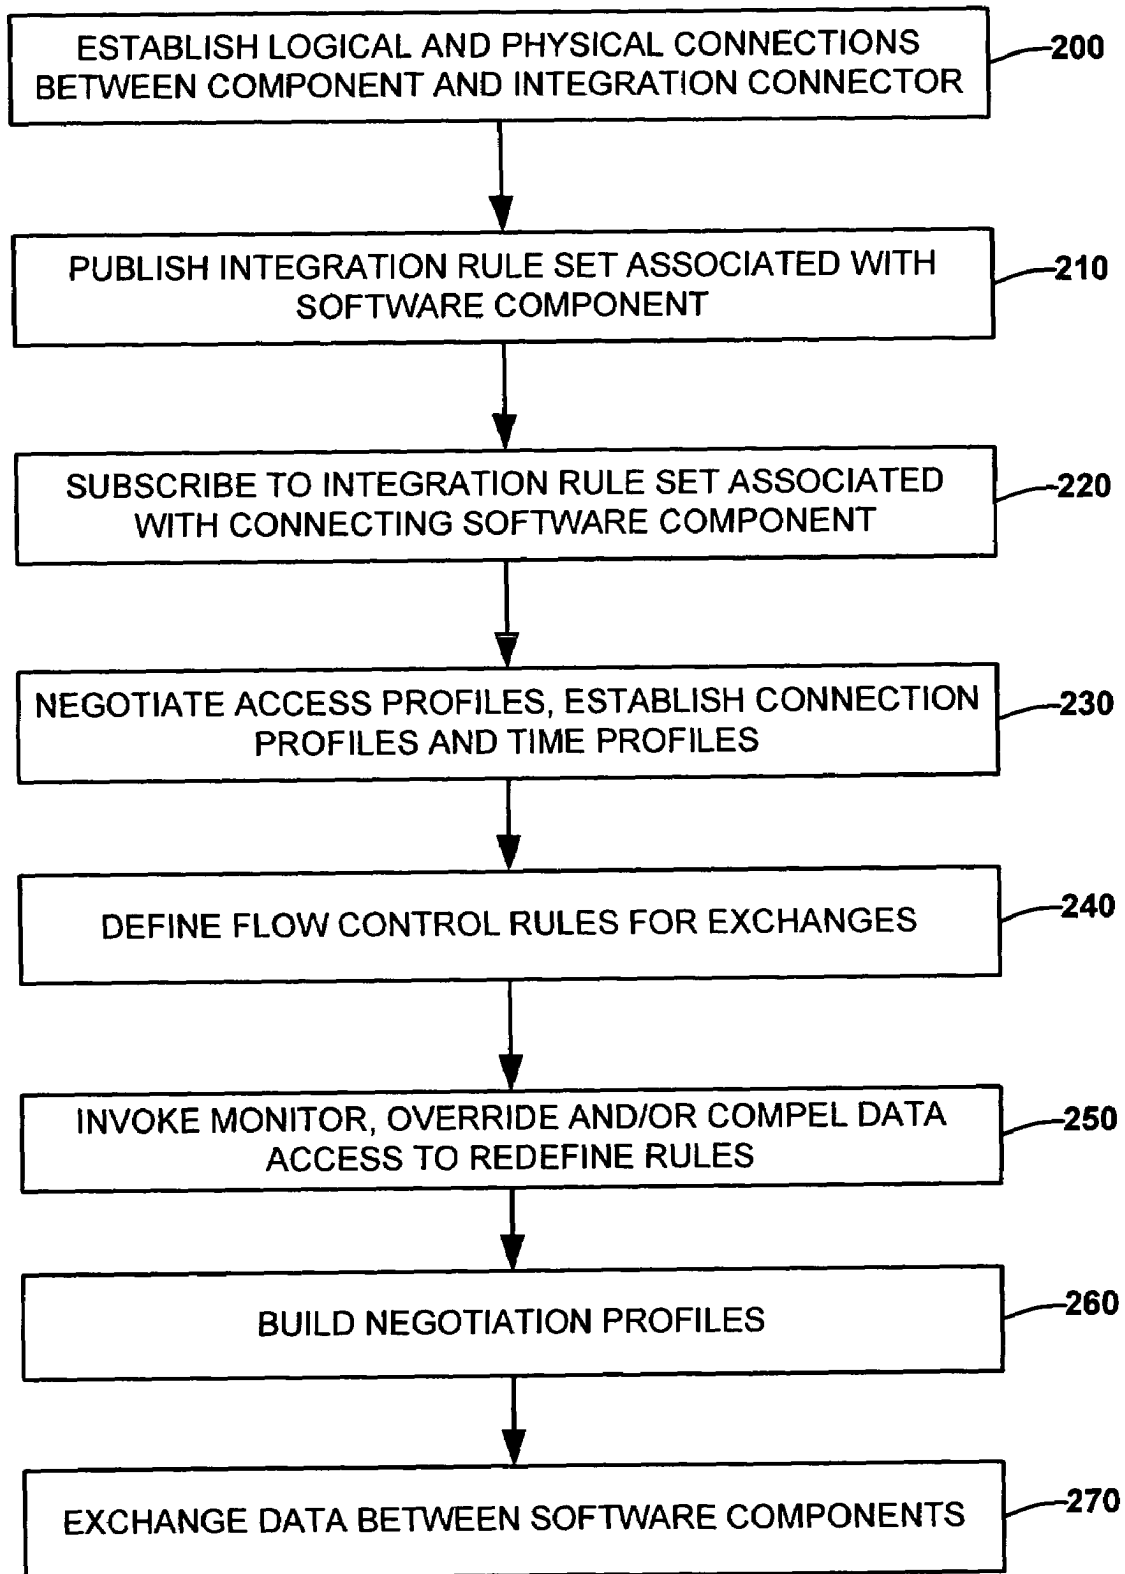 ESTABLISH LOGICAL AND PHYSICAL CONNECTIONS
BETWEEN COMPONENT AND INTEGRATION CONNECTOR
200
PUBLISH INTEGRATION RULE SET ASSOCIATED WITH
SOFTWARE COMPONENT
210
SUBSCRIBE TO INTEGRATION RULE SET ASSOCIATED
WITH CONNECTING SOFTWARE COMPONENT
220
NEGOTIATE ACCESS PROFILES, ESTABLISH CONNECTION
PROFILES AND TIME PROFILES
230
DEFINE FLOW CONTROL RULES FOR EXCHANGES
240
INVOKE MONITOR, OVERRIDE AND/OR COMPEL DATA
ACCESS TO REDEFINE RULES
250
BUILD NEGOTIATION PROFILES
260
EXCHANGE DATA BETWEEN SOFTWARE COMPONENTS
270